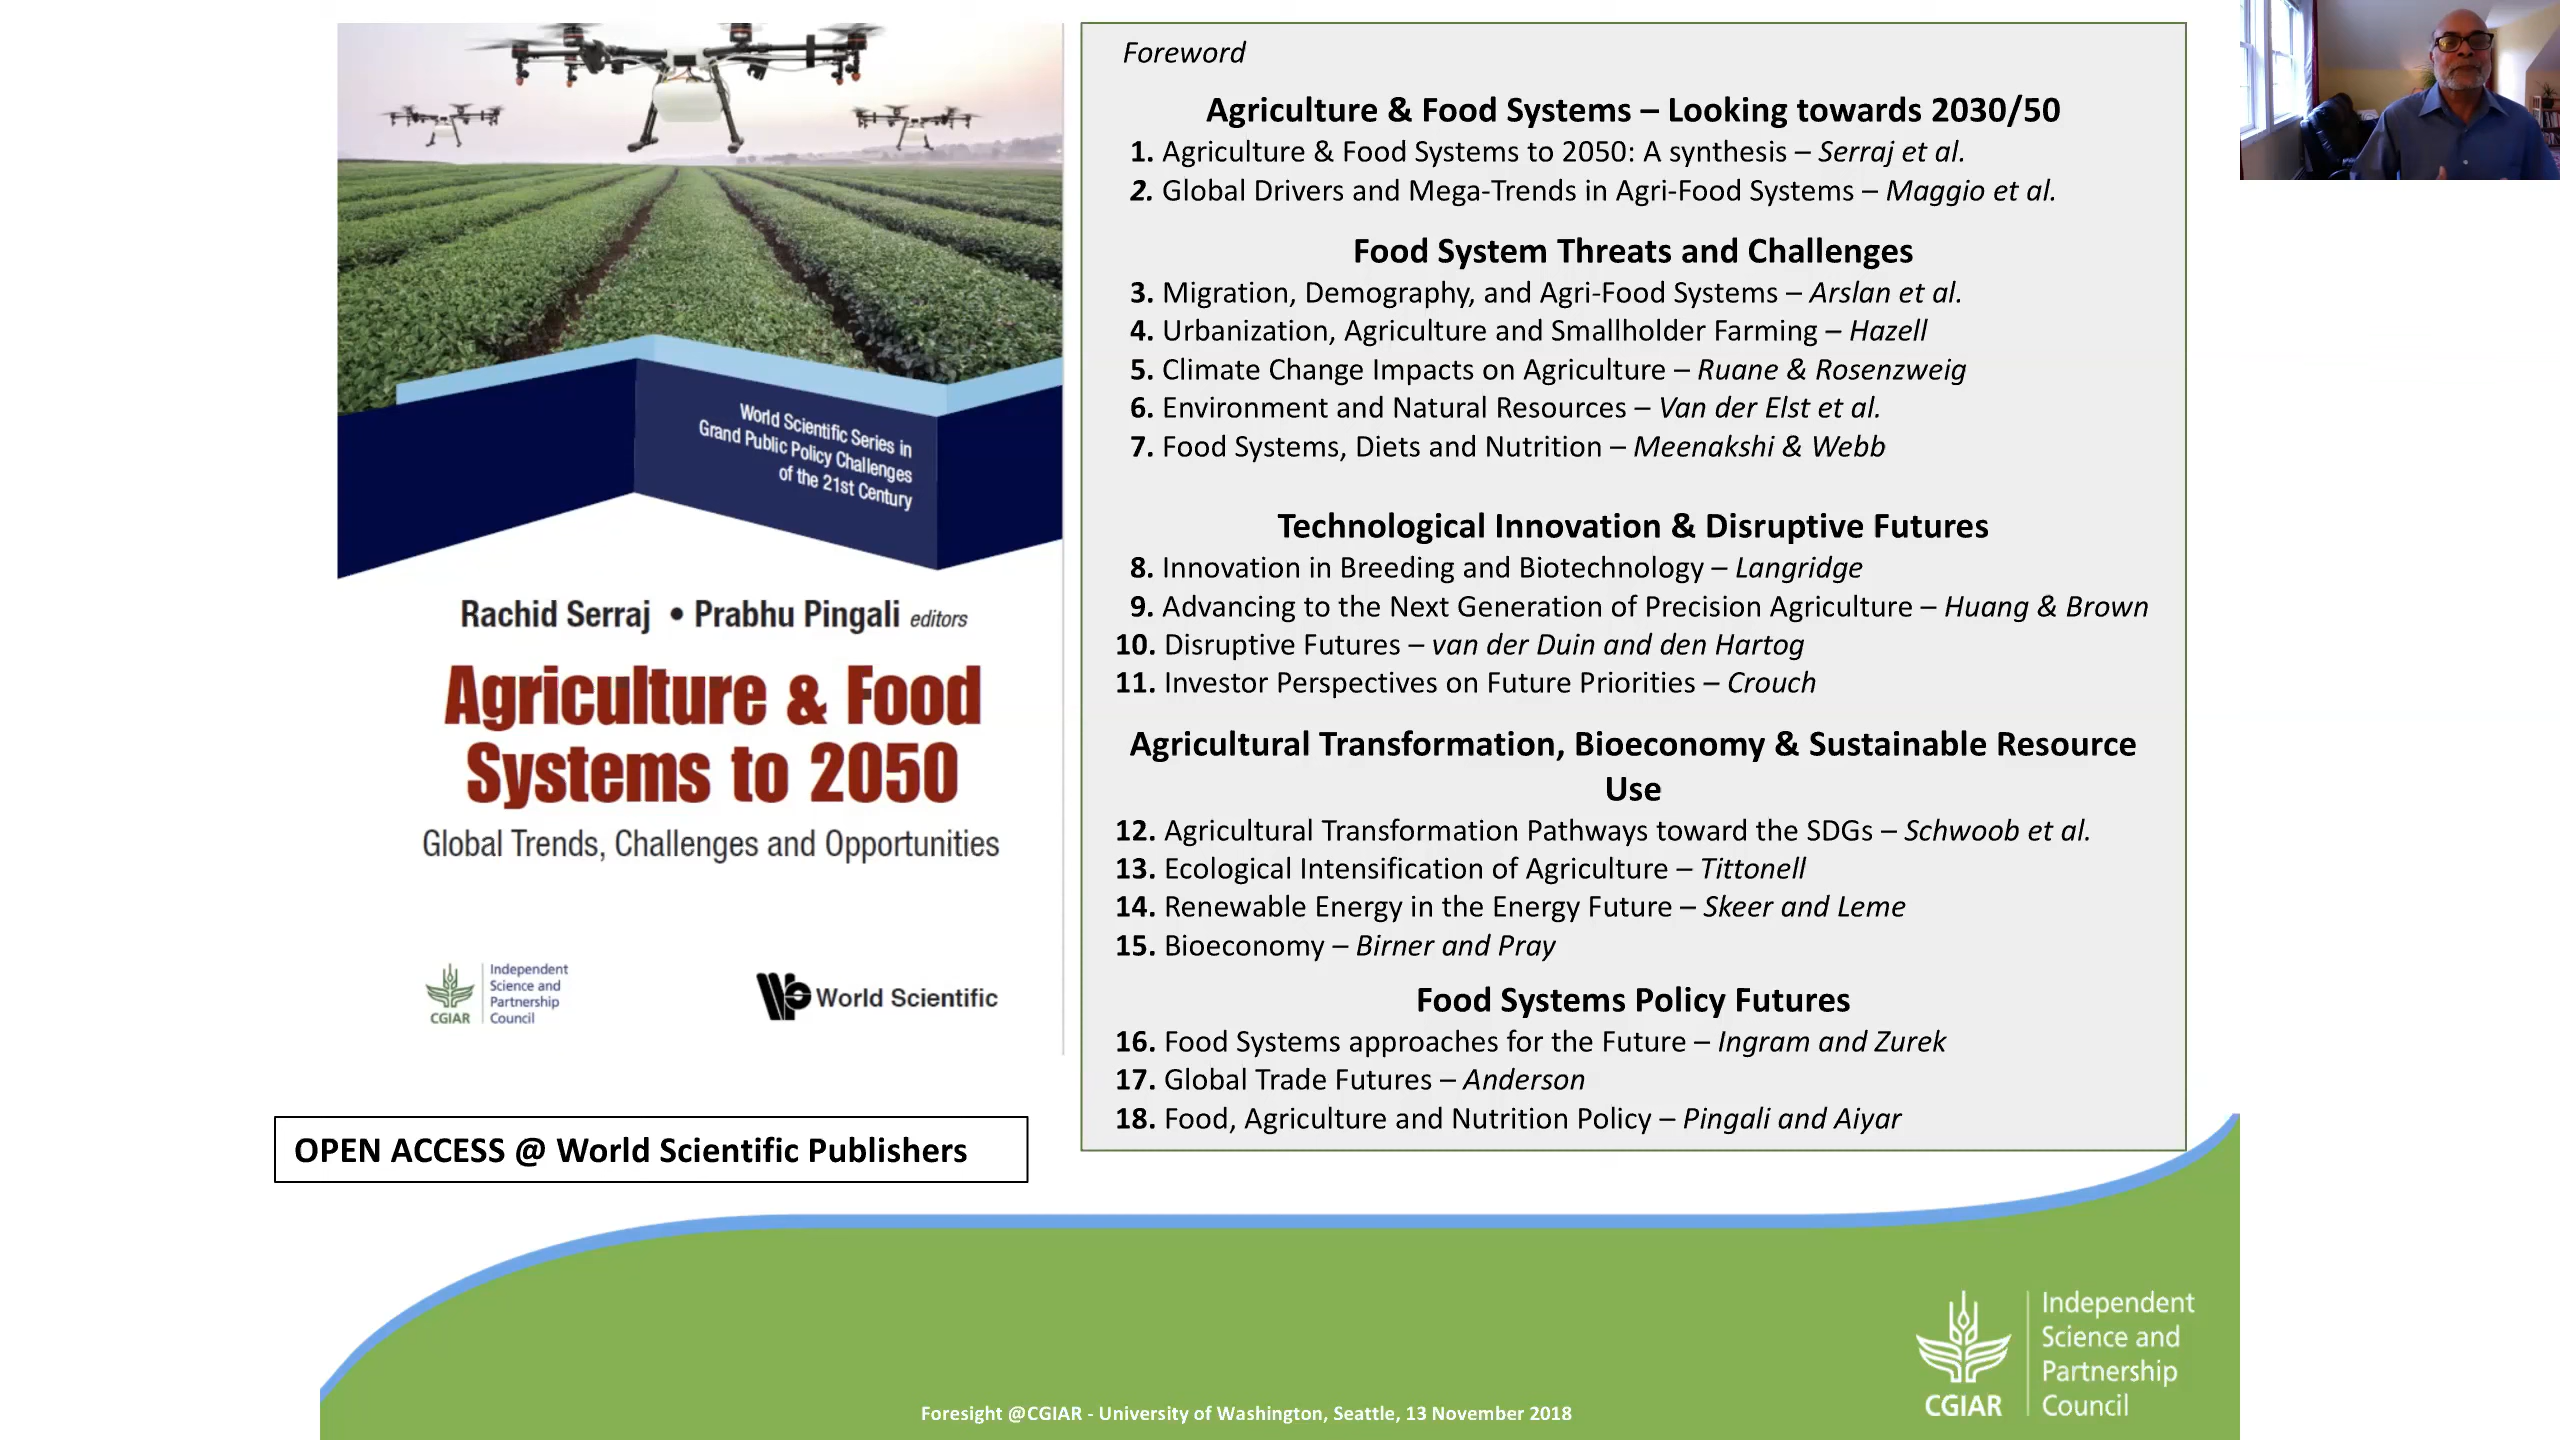 World Scientific Series in
Grand Public Policy Challenges
of the 21st Century
Rachid Serraj • Prabhu Pingali editors
Agriculture & Food
Systems to 2050
Global Trends, Challenges and Opportunities
CGIAR
Independent
Science and
Partnership
Council
World Scientific
OPEN ACCESS @ World Scientific Publishers
Foreword
Agriculture & Food Systems – Looking towards 2030/50
1. Agriculture & Food Systems to 2050: A synthesis – Serraj et al.
2. Global Drivers and Mega-Trends in Agri-Food Systems – Maggio et al.
Food System Threats and Challenges
3. Migration, Demography, and Agri-Food Systems – Arslan et al.
4. Urbanization, Agriculture and Smallholder Farming – Hazell
5. Climate Change Impacts on Agriculture – Ruane & Rosenzweig
6. Environment and Natural Resources – Van der Elst et al.
7. Food Systems, Diets and Nutrition – Meenakshi & Webb
Technological Innovation & Disruptive Futures
8. Innovation in Breeding and Biotechnology – Langridge
9. Advancing to the Next Generation of Precision Agriculture – Huang & Brown
10. Disruptive Futures – van der Duin and den Hartog
11. Investor Perspectives on Future Priorities – Crouch
Agricultural Transformation, Bioeconomy & Sustainable Resource
Use
12. Agricultural Transformation Pathways toward the SDGs – Schwoob et al.
13. Ecological Intensification of Agriculture – Tittonell
14. Renewable Energy in the Energy Future – Skeer and Leme
15. Bioeconomy – Birner and Pray
Food Systems Policy Futures
16. Food Systems approaches for the Future – Ingram and Zurek
17. Global Trade Futures – Anderson
18. Food, Agriculture and Nutrition Policy – Pingali and Aiyar
Foresight @CGIAR - University of Washington, Seattle, 13 November 2018
CGIAR
Independent
Science and
Partnership
Council